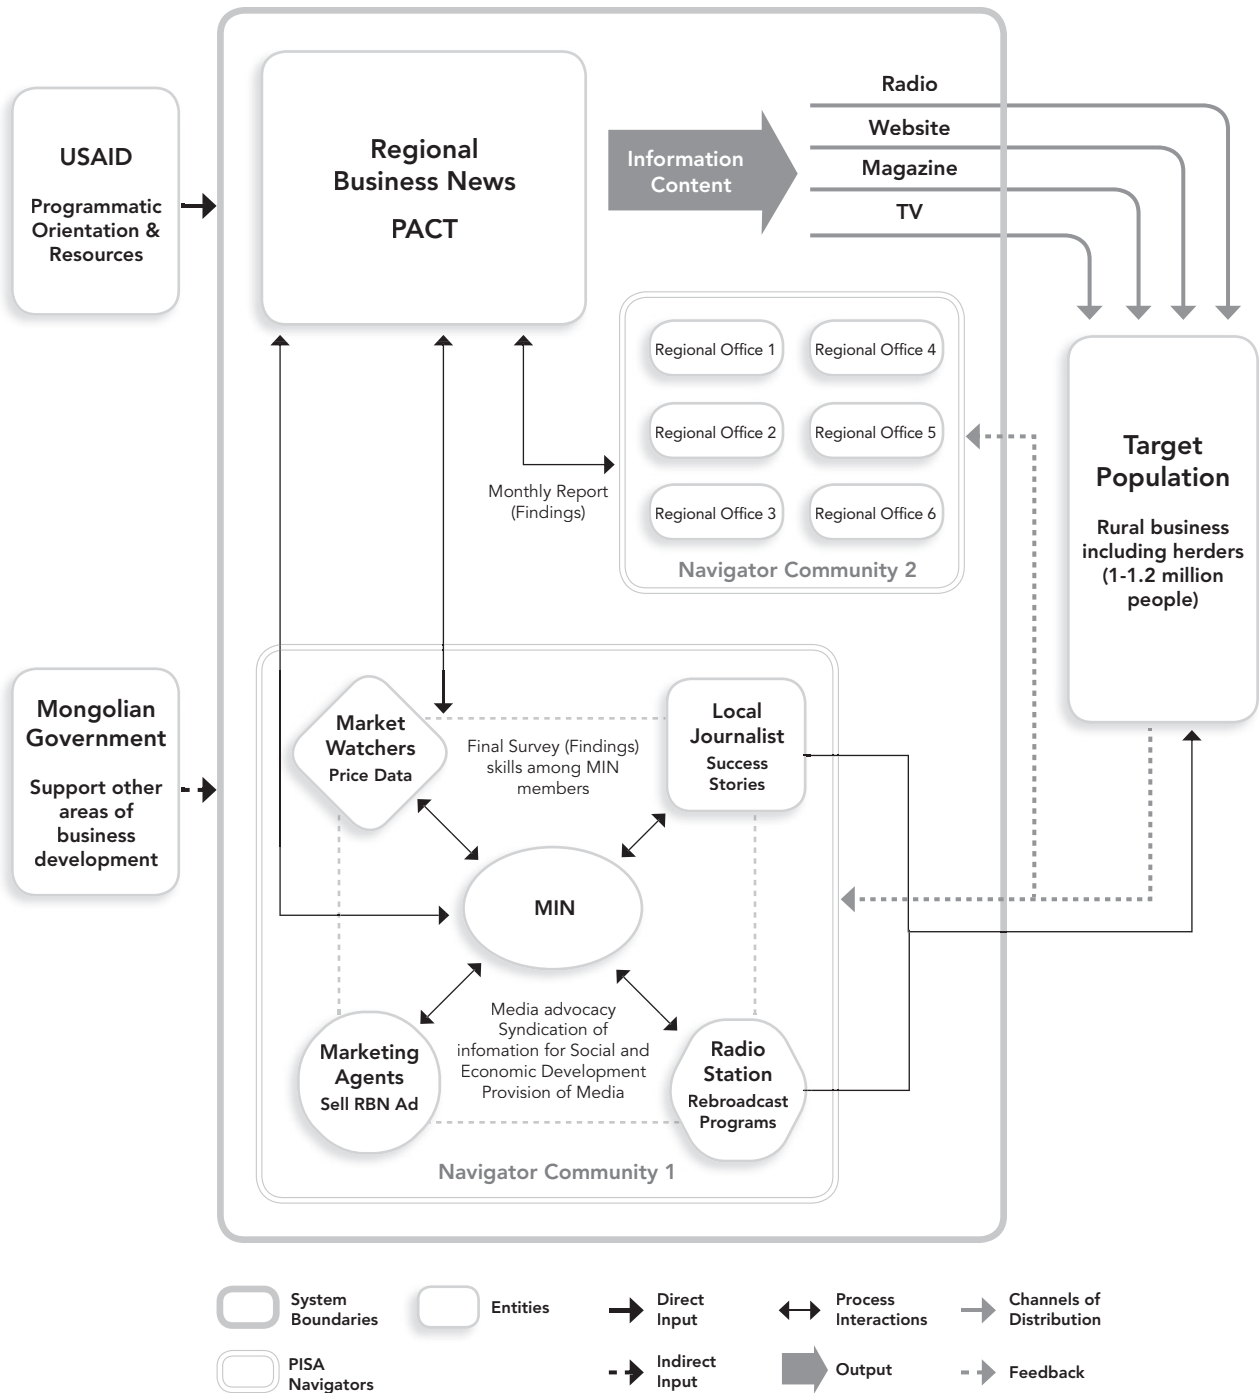 USAID
Programmatic
Orientation &
Resources
Regional
Business News
PACT
Information
Content
Radio
Website
Magazine
TV
Regional Office 1
Regional Office 4
Regional Office 2
Regional Office 5
Regional Office 3
Regional Office 6
Navigator Community 2
Monthly Report
(Findings)
Target
Population
Rural business
including herders
(1-1.2 million
people)
Mongolian
Government
Support other
areas of
business
development
Market
Watchers
Price Data
Final Survey (Findings)
skills among MIN
members
Local
Journalist
Success
Stories
MIN
Marketing
Agents
Sell RBN Ad
Media advocacy
Syndication of
infomation for Social and
Economic Development
Provision of Media
Radio
Station
Rebroadcast
Programs
Navigator Community 1
System
Boundaries
Entities
Direct
Input
Process
Interactions
Channels of
Distribution
PISA
Navigators
Indirect
Input
Output
Feedback